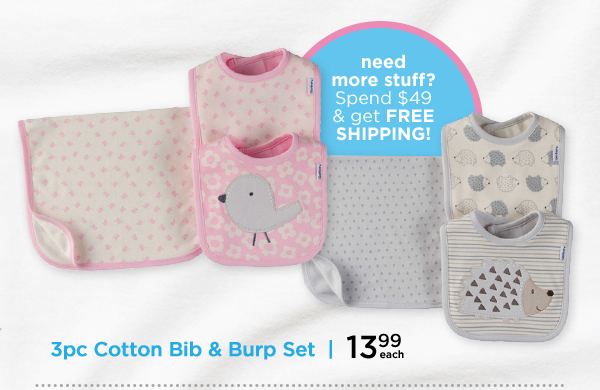 need
more stuff?
Spend $49
& get FREE
SHIPPING!
3pc Cotton Bib & Burp Set | 13.99 each